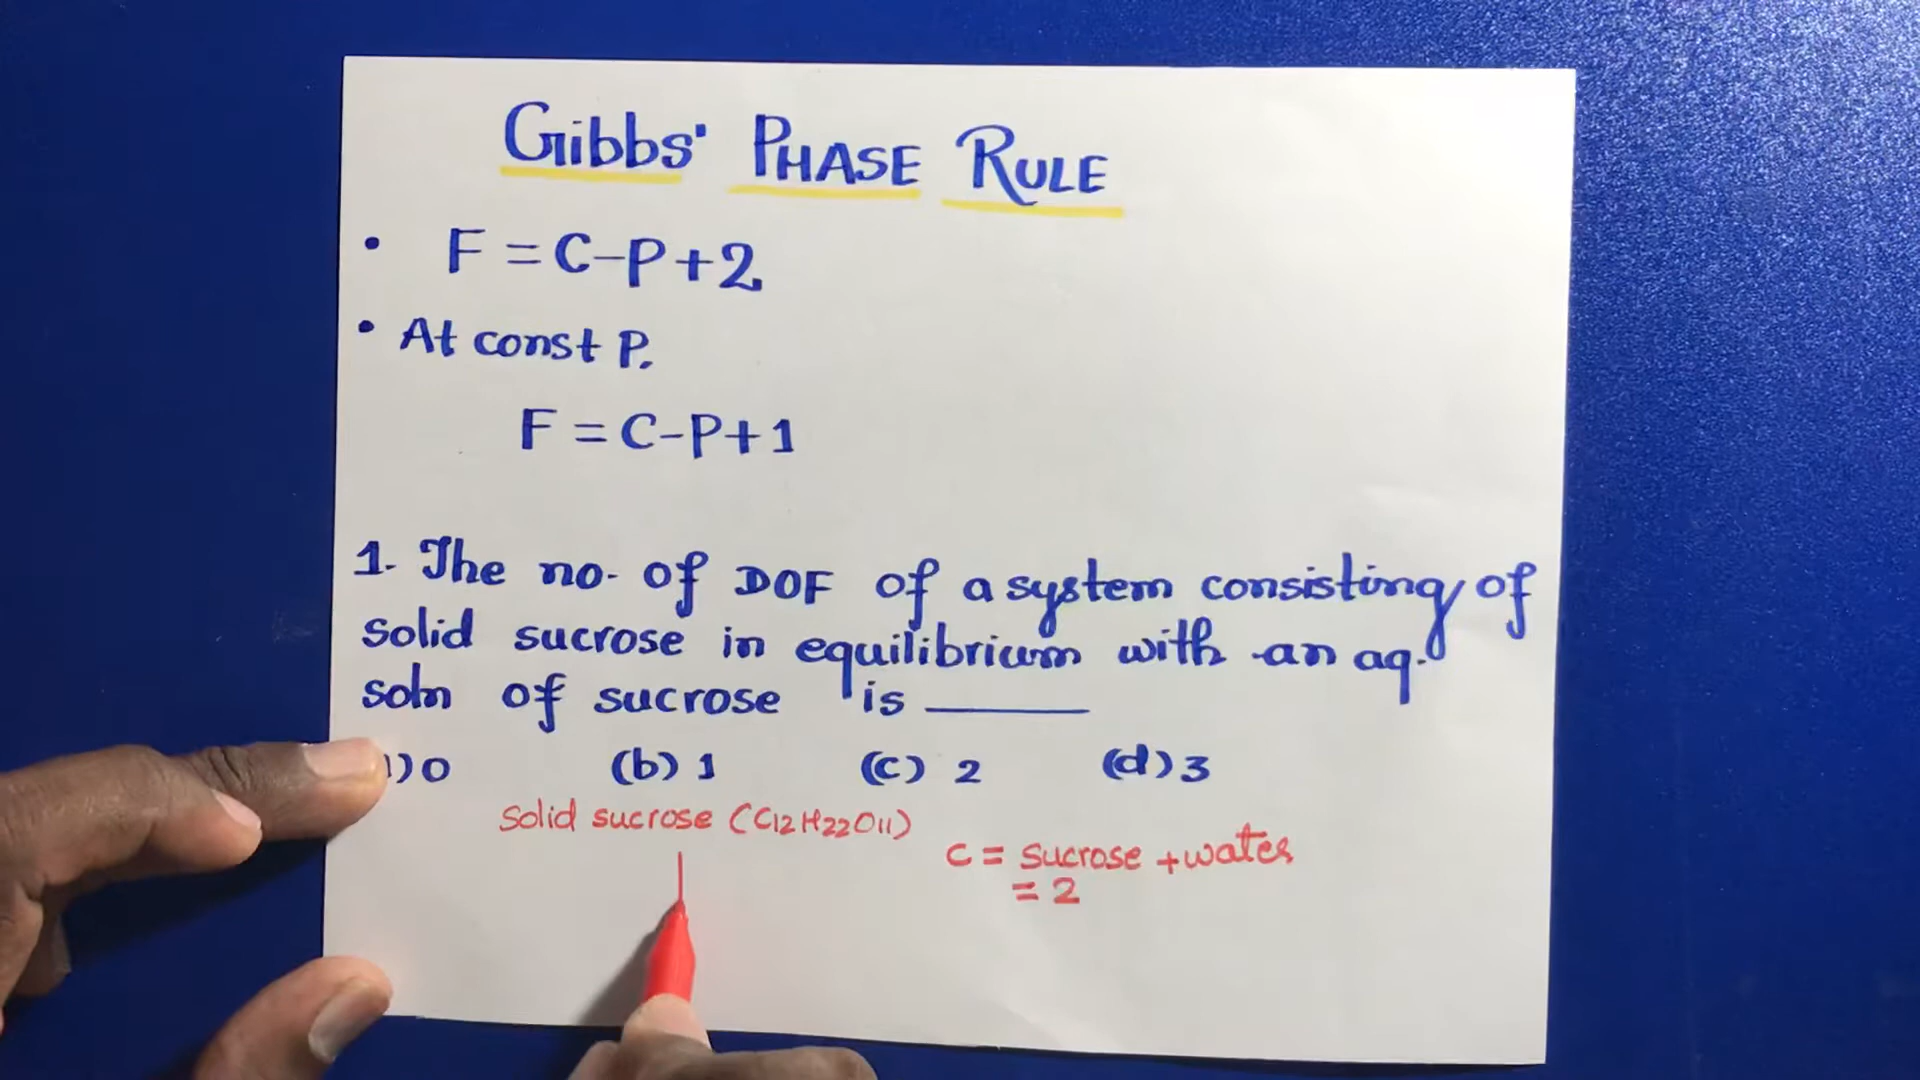 Gibbs' PHASE RULE
• F = C-P+2
• At const P.
F = C-P+1
1. The no. of DOF of a system consisting of
solid sucrose in equilibrium with an aq.
soln of sucrose is ______
)0 (b) 1 (c) 2 (d) 3
Solid sucrose (C12H22O11)
C = sucrose + water
= 2